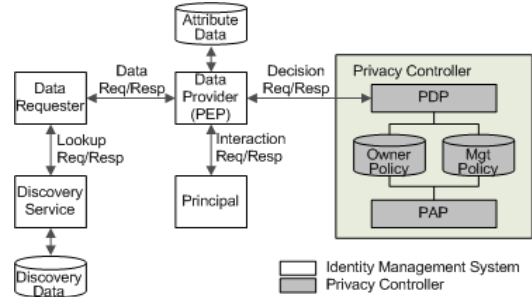 Attribute
Data
Data
Requester
Data
Req/Resp
Data
Provider
(PEP)
Decision
Req/Resp
Privacy Controller
PDP
Lookup
Req/Resp
Interaction
Req/Resp
Owner
Policy
Mgt
Policy
Discovery
Service
Principal
PAP
Discovery
Data
Identity Management System
Privacy Controller